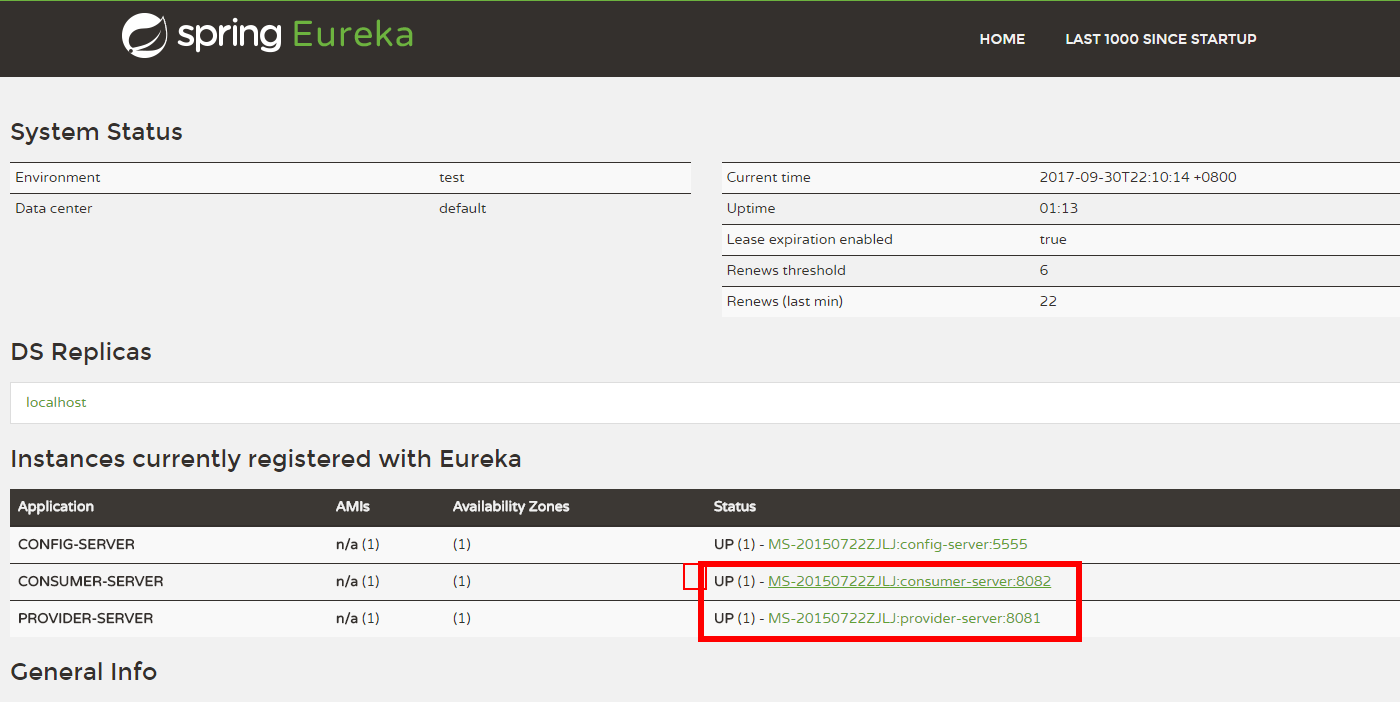 spring Eureka
HOME LAST 1000 SINCE STARTUP
System Status
Environment test
Data center default
Current time 2017-09-30T22:10:14 +0800
Uptime 01:13
Lease expiration enabled true
Renews threshold 6
Renews (last min) 22
DS Replicas
localhost
Instances currently registered with Eureka
Application AMIs Availability Zones Status
CONFIG-SERVER n/a (1) (1) UP (1) - MS-20150722ZJLJ:config-server:5555
CONSUMER-SERVER n/a (1) (1) UP (1) - MS-20150722ZJLJ:consumer-server:8082
PROVIDER-SERVER n/a (1) (1) UP (1) - MS-20150722ZJLJ:provider-server:8081
General Info